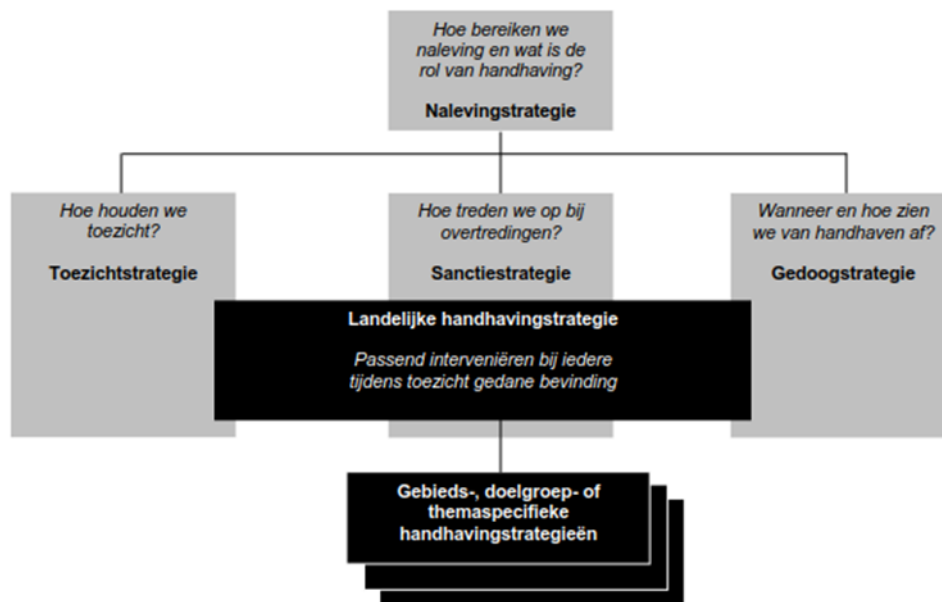 Hoe bereiken we
naleving en wat is de
rol van handhaving?
Nalevingstrategie
Hoe houden we
toezicht?
Toezichtstrategie
Hoe treden we op bij
overtredingen?
Sanctiestrategie
Wanneer en hoe zien
we van handhaven af?
Gedoogstrategie
Landelijke handhavingstrategie
Passend interveniëren bij iedere
tijdens toezicht gedane bevinding
Gebieds-, doelgroep- of
themaspecifieke
handhavingstrategieën